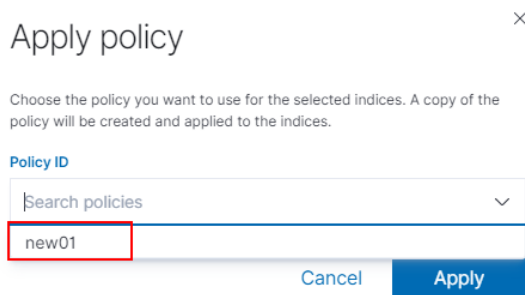 Apply policy
Choose the policy you want to use for the selected indices. A copy of the
policy will be created and applied to the indices.
Policy ID
Search policies
new01
Cancel
Apply